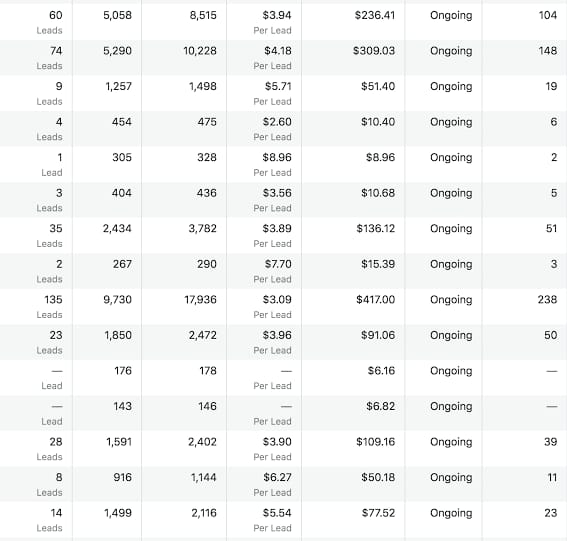 60 5,058 8,515 $3.94 $236.41 Ongoing 104
Leads Per Lead
74 5,290 10,228 $4.18 $309.03 Ongoing 148
Leads Per Lead
9 1,257 1,498 $5.71 $51.40 Ongoing 19
Leads Per Lead
4 454 475 $2.60 $10.40 Ongoing 6
Leads Per Lead
1 305 328 $8.96 $8.96 Ongoing 2
Lead Per Lead
3 404 436 $3.56 $10.68 Ongoing 5
Leads Per Lead
35 2,434 3,782 $3.89 $136.12 Ongoing 51
Leads Per Lead
2 267 290 $7.70 $15.39 Ongoing 3
Leads Per Lead
135 9,730 17,936 $3.09 $417.00 Ongoing 238
Leads Per Lead
23 1,850 2,472 $3.96 $91.06 Ongoing 50
Leads Per Lead
— 176 178 — $6.16 Ongoing —
Lead Per Lead
— 143 146 — $6.82 Ongoing —
Lead Per Lead
28 1,591 2,402 $3.90 $109.16 Ongoing 39
Leads Per Lead
8 916 1,144 $6.27 $50.18 Ongoing 11
Leads Per Lead
14 1,499 2,116 $5.54 $77.52 Ongoing 23
Leads Per Lead